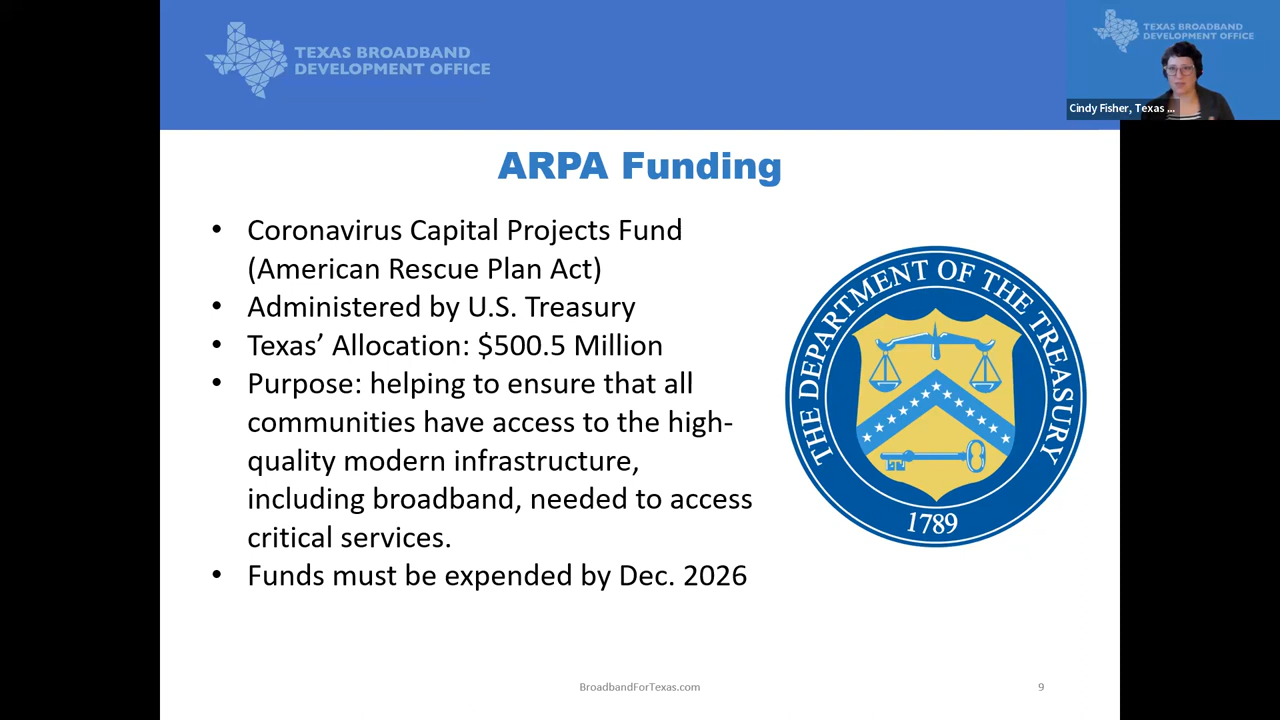 TEXAS BROADBAND
DEVELOPMENT OFFICE
TEXAS BROADBAND
DEVELOPMENT OFFICE
Cindy Fisher, Texas ...
ARPA Funding
• Coronavirus Capital Projects Fund
(American Rescue Plan Act)
• Administered by U.S. Treasury
• Texas’ Allocation: $500.5 Million
• Purpose: helping to ensure that all
communities have access to the high-
quality modern infrastructure,
including broadband, needed to access
critical services.
• Funds must be expended by Dec. 2026
THE DEPARTMENT OF THE TREASURY
1789
BroadbandForTexas.com
9